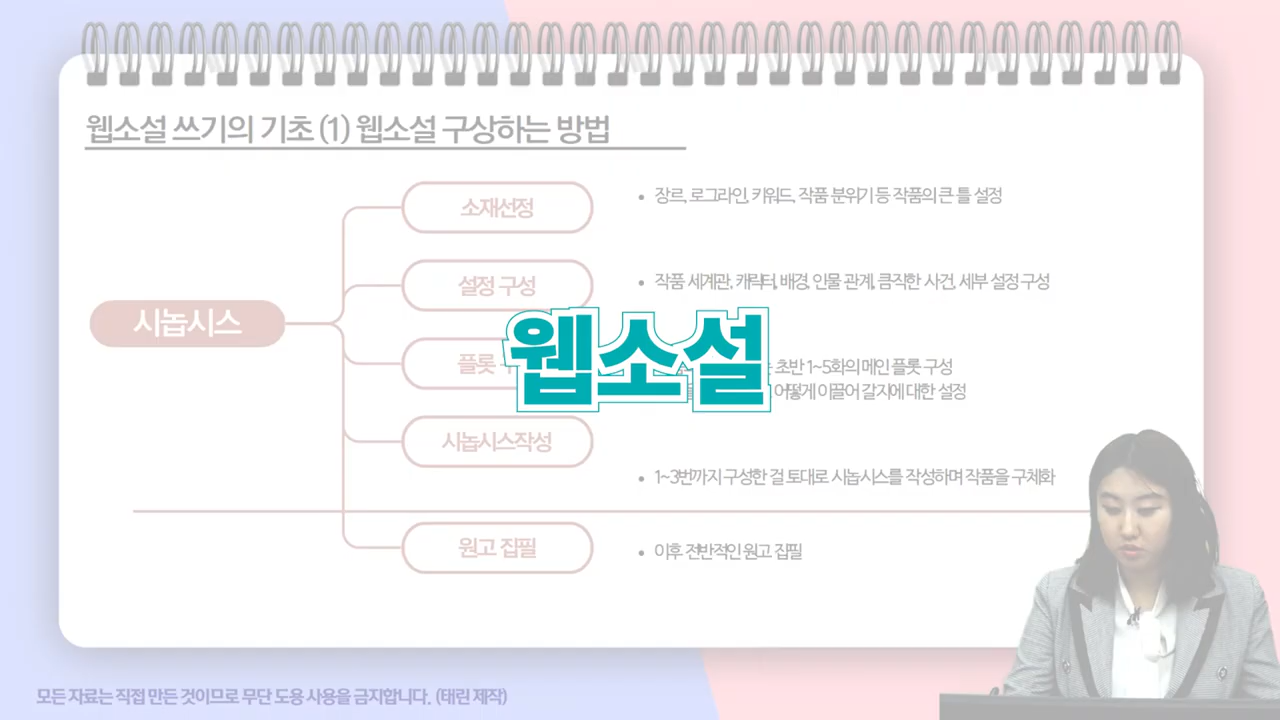 웹소설 쓰기의 기초 (1) 웹소설 구상하는 방법
시놉시스
소재선정
• 장르, 로그라인, 키워드, 작품 분위기 등 작품의 큰 틀 설정
설정 구성
• 작품 세계관, 캐릭터, 배경, 인물 관계, 큼직한 사건, 세부 설정 구성
플롯
초반 1~5화의 메인 플롯 구성
어떻게 이끌어 갈지에 대한 설정
웹소설
시놉시스작성
• 1~3번까지 구성한 걸 토대로 시놉시스를 작성하며 작품을 구체화
원고 집필
• 이후 전반적인 원고 집필
모든 자료는 직접 만든 것이므로 무단 도용 사용을 금지합니다. (태린 제작)